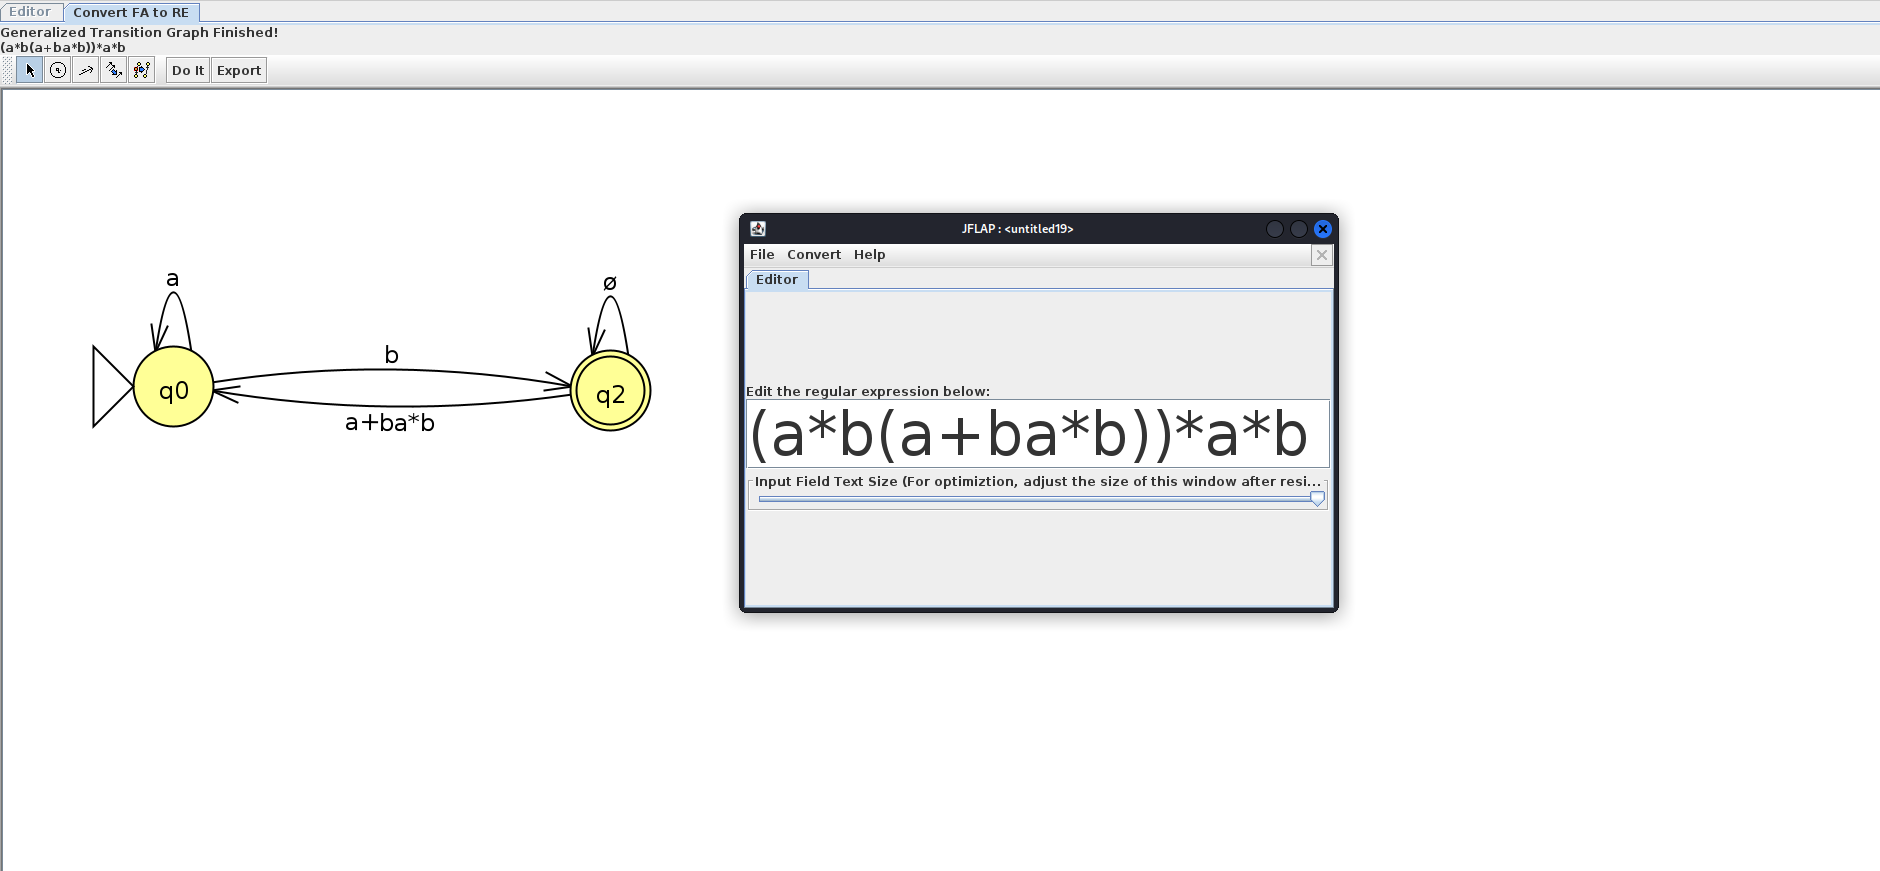 Editor Convert FA to RE
Generalized Transition Graph Finished!
(a*b(a+ba*b))*a*b
Do It Export
a
ø
b
q0
q2
a+ba*b
JFLAP : <untitled19>
File Convert Help
Editor
Edit the regular expression below:
(a*b(a+ba*b))*a*b
Input Field Text Size (For optimiztion, adjust the size of this window after resi...